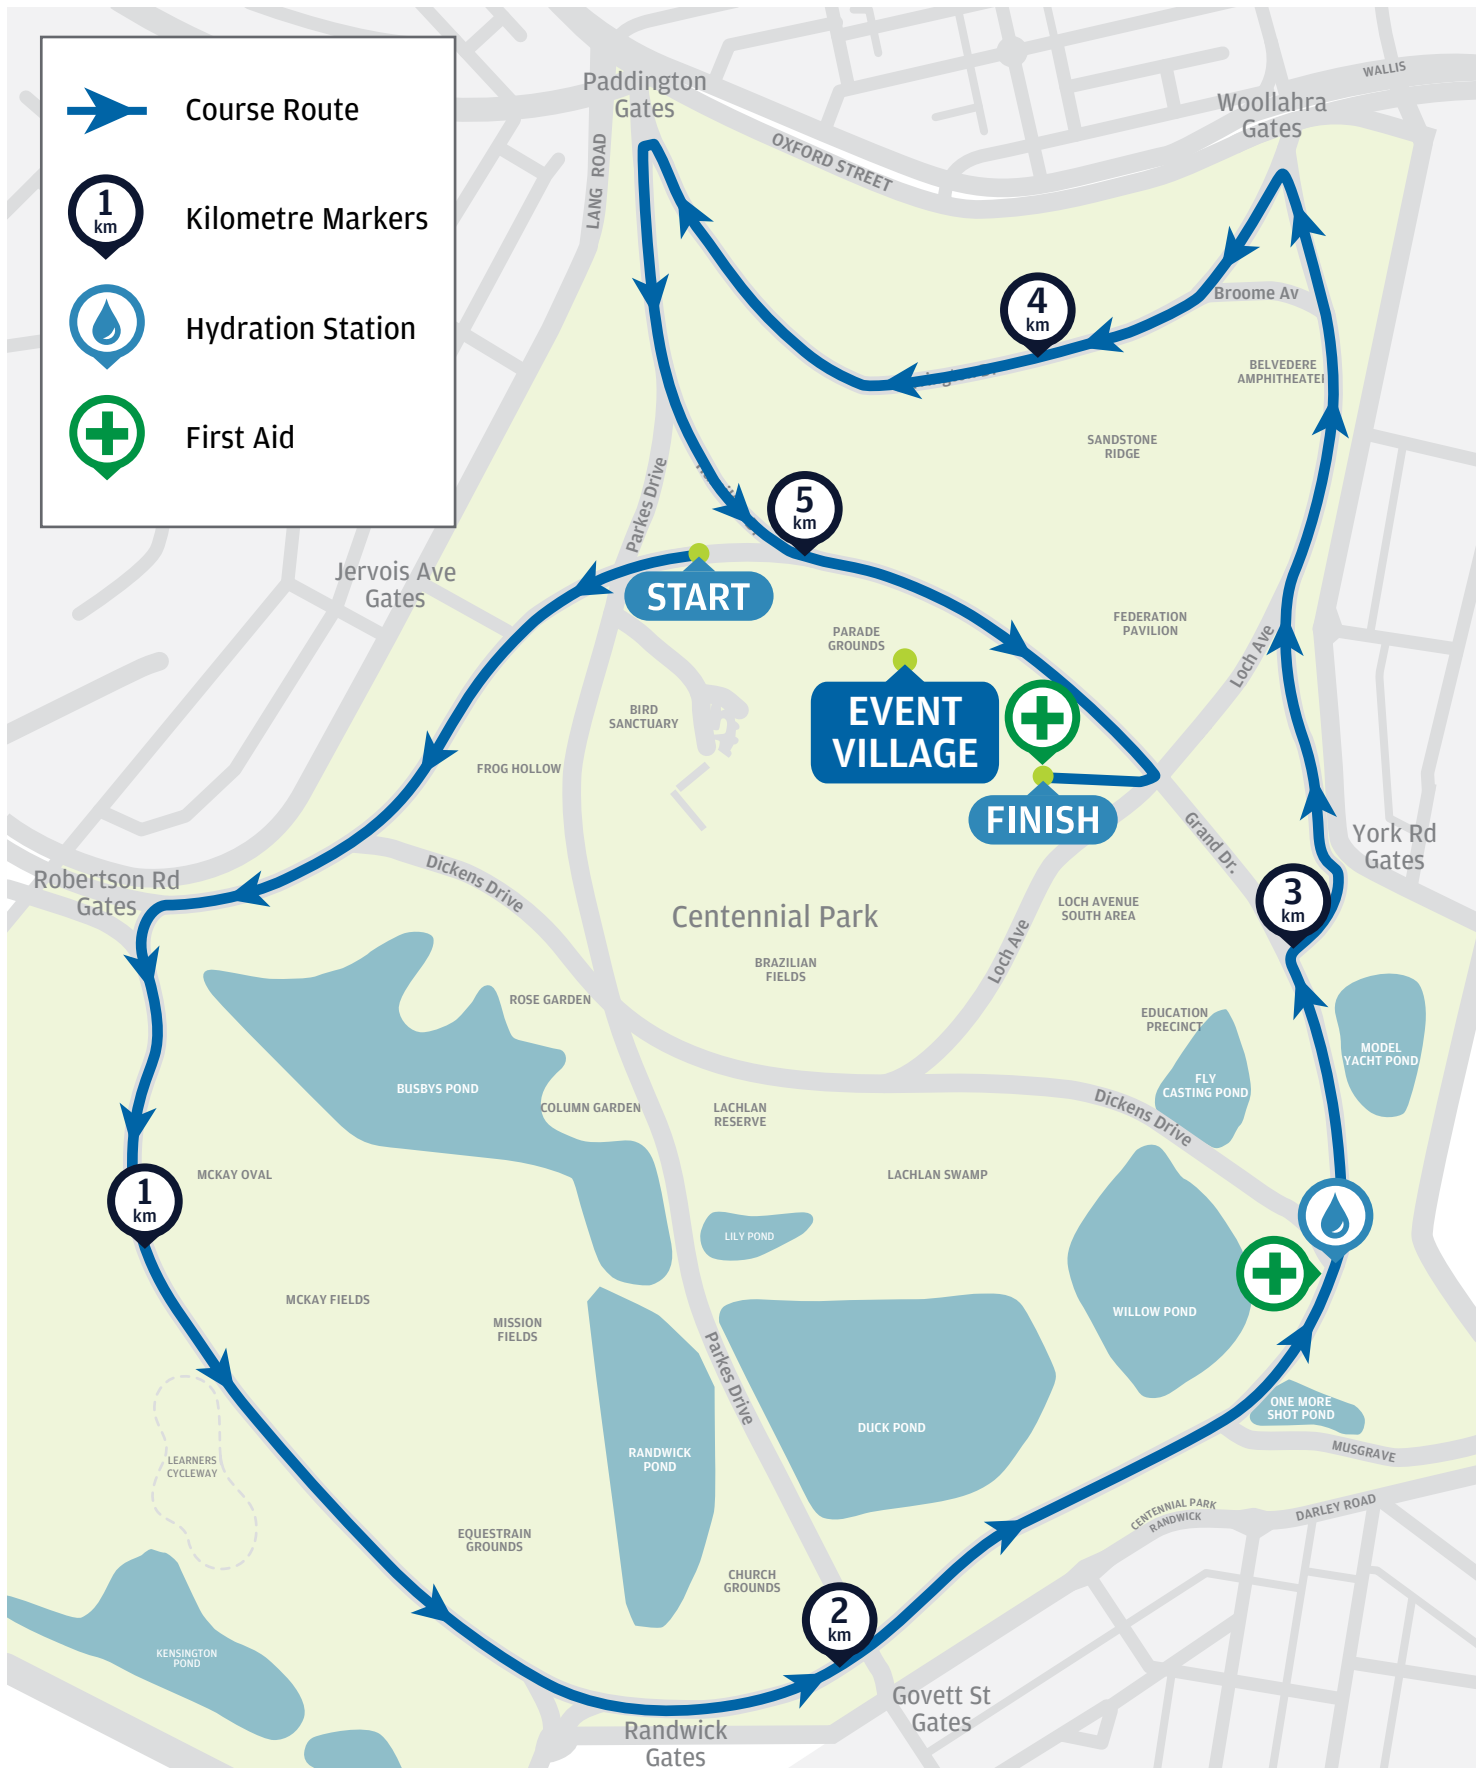 Course Route
1
km
Kilometre Markers
Hydration Station
First Aid
Paddington
Gates
Woollahra
Gates
WALLIS
OXFORD STREET
LANG ROAD
Broome Av
4
km
BELVEDERE
AMPHITHEATER
SANDSTONE
RIDGE
Parkes Drive
5
km
Jervois Ave
Gates
START
PARADE
GROUNDS
FEDERATION
PAVILION
Loch Ave
EVENT
VILLAGE
BIRD
SANCTUARY
FROG HOLLOW
FINISH
Grand Dr.
York Rd
Gates
Robertson Rd
Gates
Dickens Drive
3
km
Centennial Park
LOCH AVENUE
SOUTH AREA
Loch Ave
BRAZILIAN
FIELDS
ROSE GARDEN
EDUCATION
PRECINCT
MODEL
YACHT POND
BUSBYS POND
FLY
CASTING POND
COLUMN GARDEN
LACHLAN
RESERVE
Dickens Drive
MCKAY OVAL
LACHLAN SWAMP
1
km
LILY POND
MCKAY FIELDS
MISSION
FIELDS
WILLOW POND
Parkes Drive
ONE MORE
SHOT POND
DUCK POND
MUSGRAVE
RANDWICK
POND
LEARNERS
CYCLEWAY
CENTENNIAL PARK
RANDWICK
DARLEY ROAD
EQUESTRAIN
GROUNDS
CHURCH
GROUNDS
2
km
KENSINGTON
POND
Govett St
Gates
Randwick
Gates